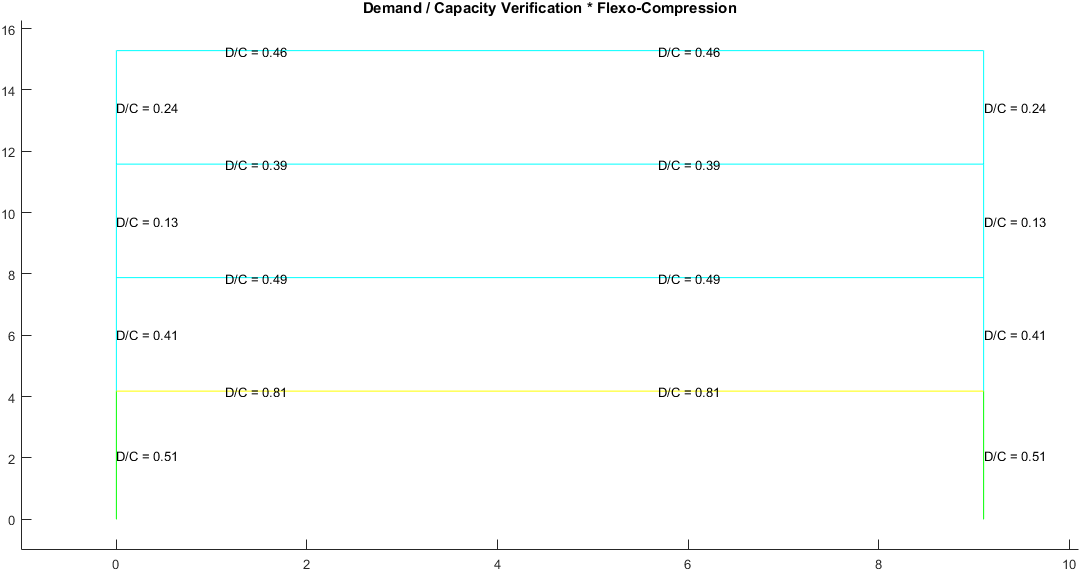 Demand / Capacity Verification * Flexo-Compression
16
D/C = 0.46 D/C = 0.46
14
D/C = 0.24 D/C = 0.24
12
D/C = 0.39 D/C = 0.39
10
D/C = 0.13 D/C = 0.13
8
D/C = 0.49 D/C = 0.49
6
D/C = 0.41 D/C = 0.41
4
D/C = 0.81 D/C = 0.81
2
D/C = 0.51 D/C = 0.51
0
0 2 4 6 8 10